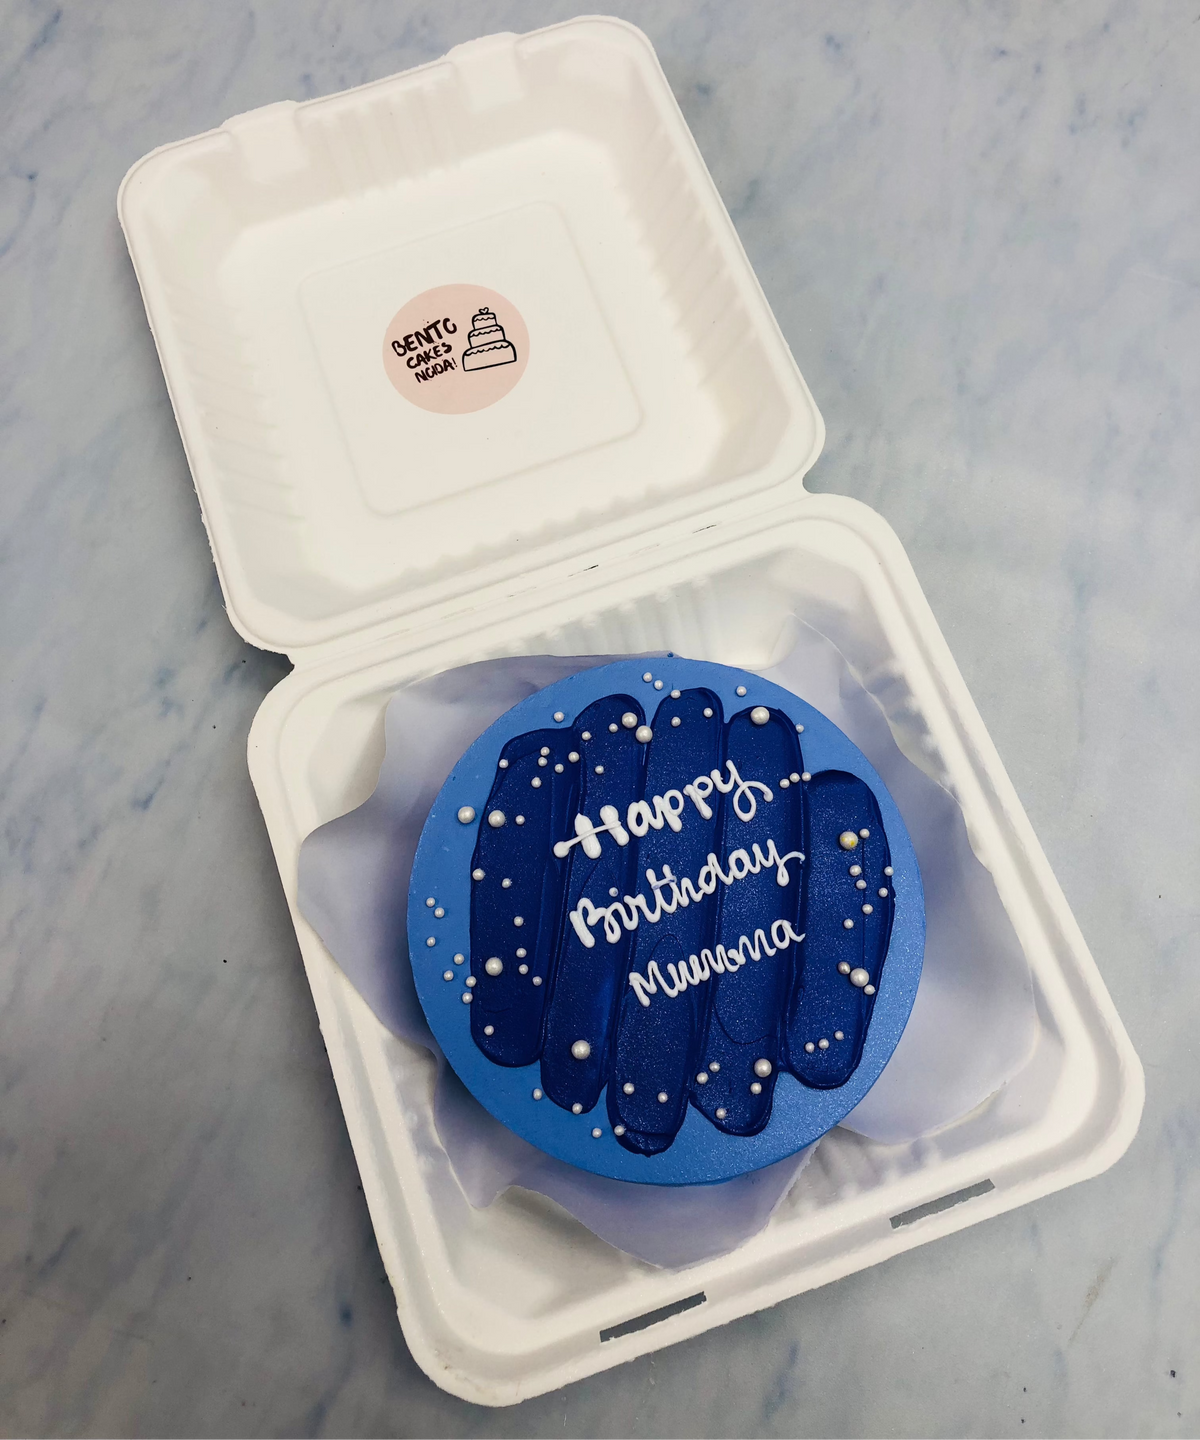 BENTO
CAKES
NOIDA!
Happy
Birthday
Mumma